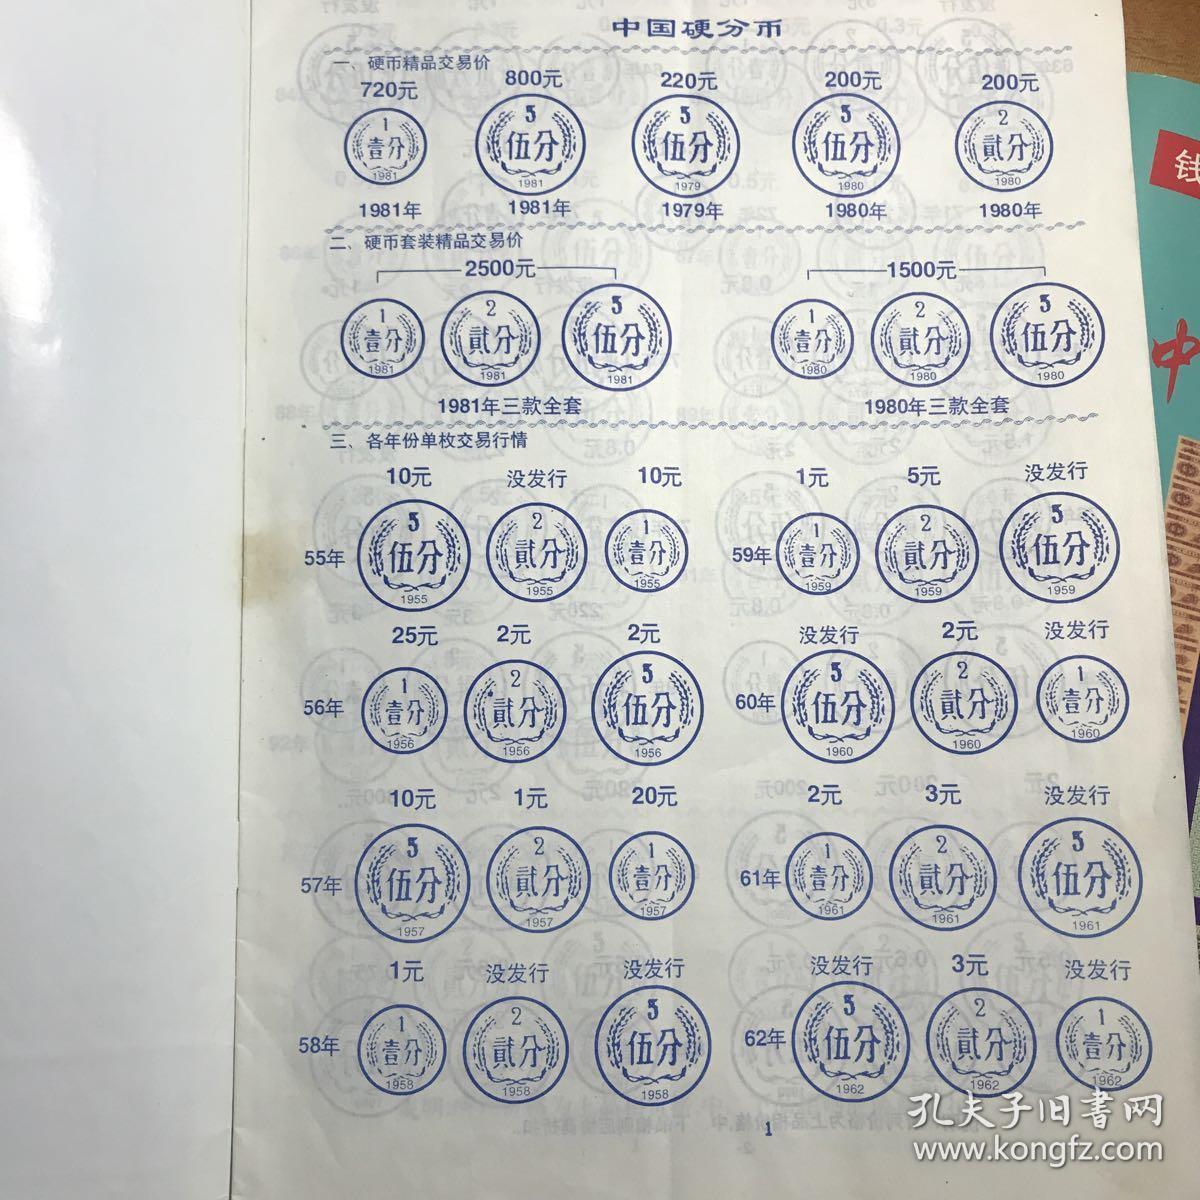 中国硬分币
一、硬币精品交易价
720元 800元 220元 200元 200元
1 5 5 5 2
壹分 伍分 伍分 伍分 貳分
1981 1981 1979 1980 1980
1981年 1981年 1979年 1980年 1980年
二、硬币套装精品交易价
2500元 1500元
1 2 5 1 2 5
壹分 貳分 伍分 壹分 貳分 伍分
1981 1981 1981 1980 1980 1980
1981年三款全套 1980年三款全套
三、各年份单枚交易行情
10元 没发行 10元 1元 5元 没发行
5 2 1 1 2 5
55年 伍分 貳分 壹分 59年 壹分 貳分 伍分
1955 1955 1955 1959 1959 1959
25元 2元 2元 没发行 2元 没发行
1 2 5 5 2 1
56年 壹分 貳分 伍分 60年 伍分 貳分 壹分
1956 1956 1956 1960 1960 1960
10元 1元 20元 2元 3元 没发行
5 2 1 1 2 5
57年 伍分 貳分 壹分 61年 壹分 貳分 伍分
1957 1957 1957 1961 1961 1961
1元 没发行 没发行 没发行 3元 没发行
1 2 5 5 2 1
58年 壹分 貳分 伍分 62年 伍分 貳分 壹分
1958 1958 1958 1962 1962 1962
1
钱
中
孔夫子旧书网
www.kongfz.com